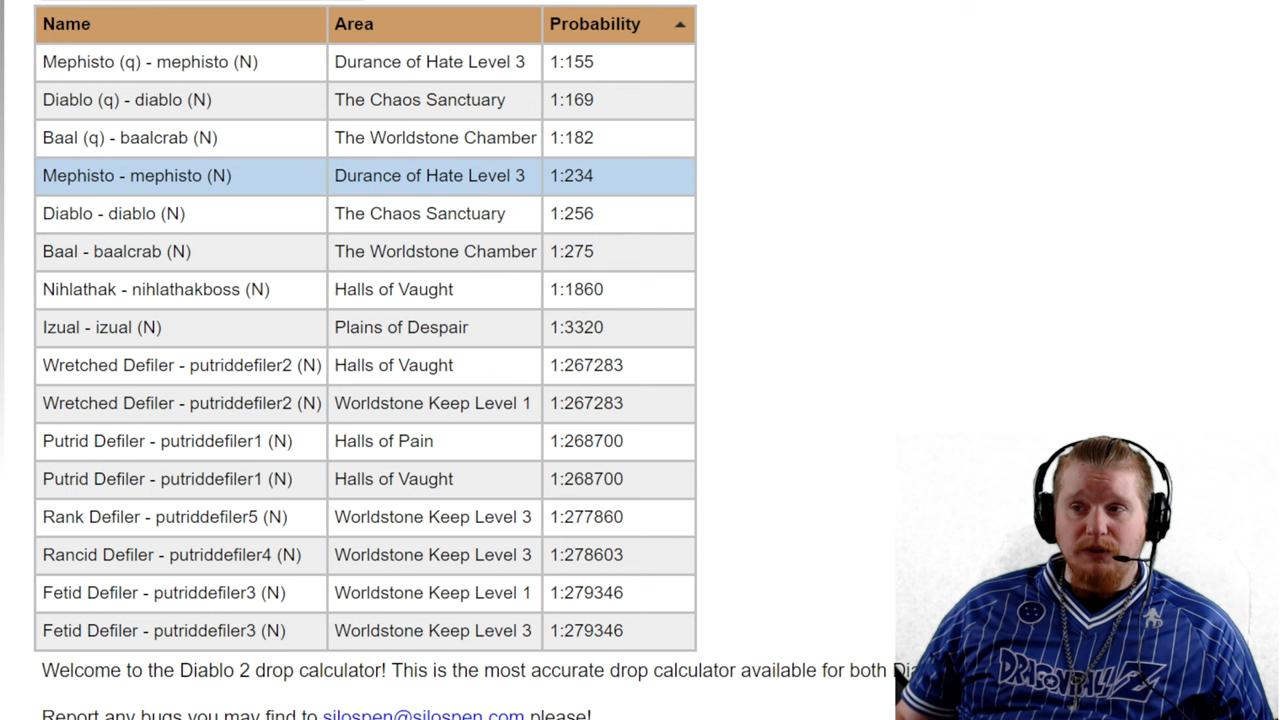 Name Area Probability
Mephisto (q) - mephisto (N) Durance of Hate Level 3 1:155
Diablo (q) - diablo (N) The Chaos Sanctuary 1:169
Baal (q) - baalcrab (N) The Worldstone Chamber 1:182
Mephisto - mephisto (N) Durance of Hate Level 3 1:234
Diablo - diablo (N) The Chaos Sanctuary 1:256
Baal - baalcrab (N) The Worldstone Chamber 1:275
Nihlathak - nihlathakboss (N) Halls of Vaught 1:1860
Izual - izual (N) Plains of Despair 1:3320
Wretched Defiler - putriddefiler2 (N) Halls of Vaught 1:267283
Wretched Defiler - putriddefiler2 (N) Worldstone Keep Level 1 1:267283
Putrid Defiler - putriddefiler1 (N) Halls of Pain 1:268700
Putrid Defiler - putriddefiler1 (N) Halls of Vaught 1:268700
Rank Defiler - putriddefiler5 (N) Worldstone Keep Level 3 1:277860
Rancid Defiler - putriddefiler4 (N) Worldstone Keep Level 3 1:278603
Fetid Defiler - putriddefiler3 (N) Worldstone Keep Level 1 1:279346
Fetid Defiler - putriddefiler3 (N) Worldstone Keep Level 3 1:279346
Welcome to the Diablo 2 drop calculator! This is the most accurate drop calculator available for both
Report any bugs you may find to silospen@silospen.com please!
DRAGONBALL Z